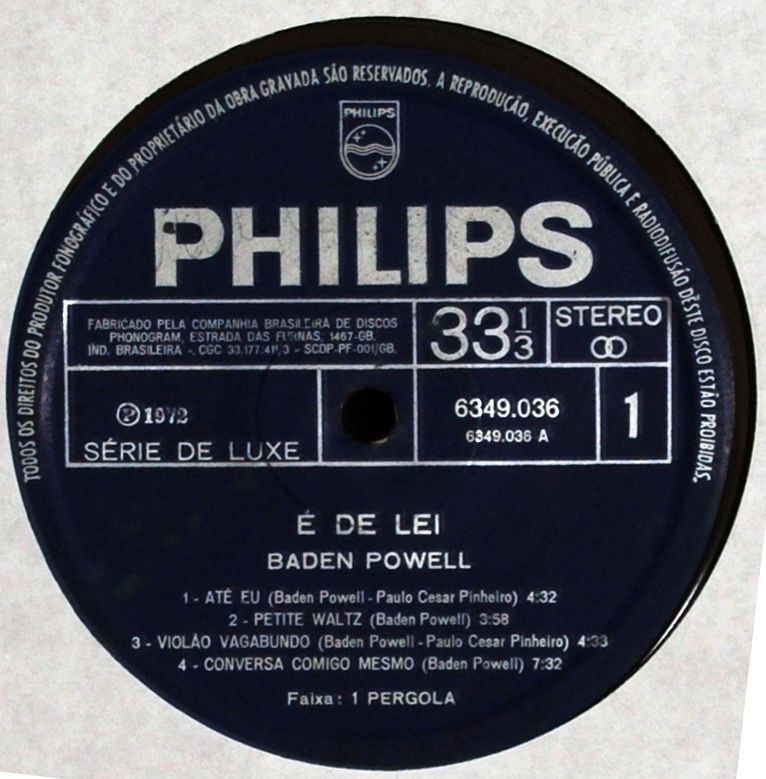 TODOS OS DIREITOS DO PRODUTOR FONOGRÁFICO E DO PROPRIETÁRIO DA OBRA GRAVADA SÃO RESERVADOS. A REPRODUÇÃO, EXECUÇÃO PÚBLICA E RADIODIFUSÃO DÊSTE DISCO ESTÃO PROIBIDAS.
PHILIPS
PHILIPS
FABRICADO PELA COMPANHIA BRASILEIRA DE DISCOS
PHONOGRAM, ESTRADA DAS FURNAS, 1467-GB.
IND. BRASILEIRA - CGC 33.177.411,3 - SCDP-PF-001/GB.
33 1/3
STEREO
Ⓟ 1972
SÉRIE DE LUXE
6349.036
6349.036 A
1
É DE LEI
BADEN POWELL
1 - ATÉ EU (Baden Powell - Paulo Cesar Pinheiro) 4:32
2 - PETITE WALTZ (Baden Powell) 3:58
3 - VIOLÃO VAGABUNDO (Baden Powell - Paulo Cesar Pinheiro) 4:33
4 - CONVERSA COMIGO MESMO (Baden Powell) 7:32
Faixa: 1 PERGOLA